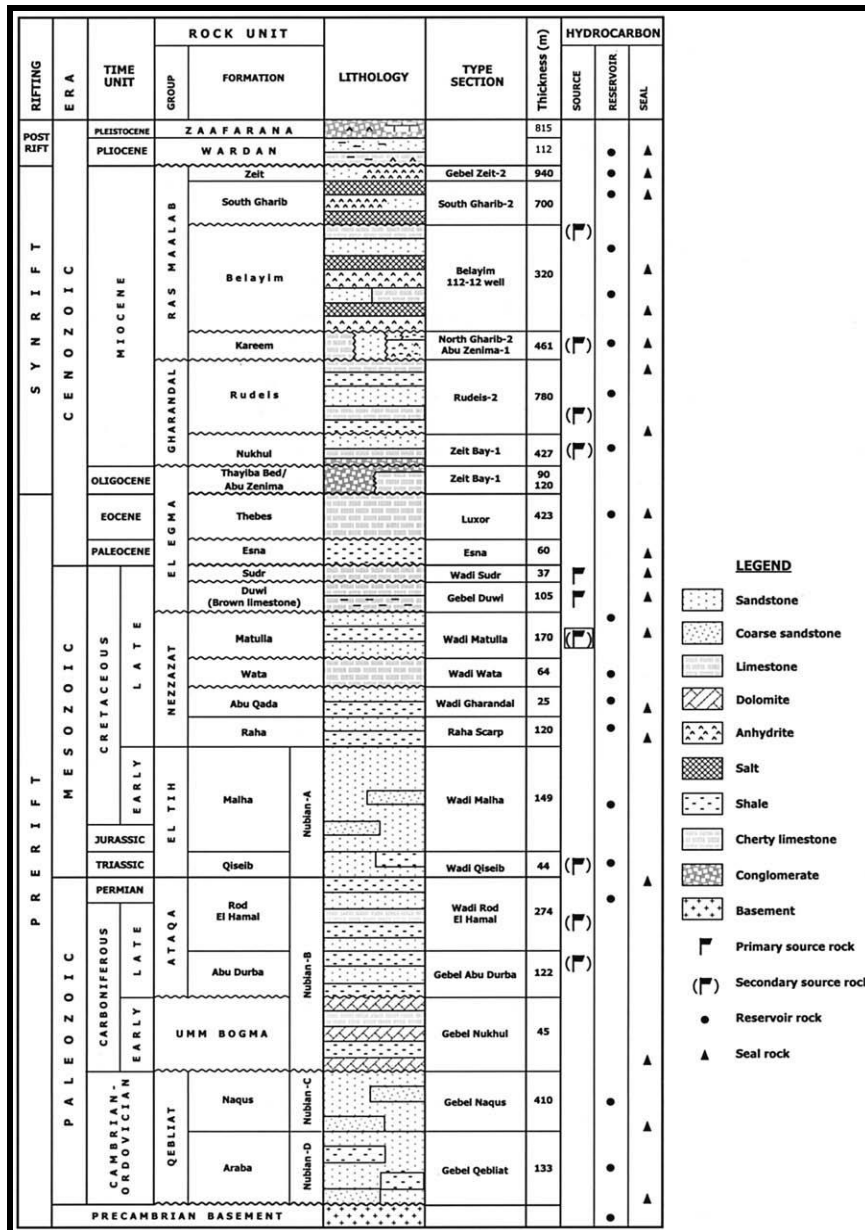 RIFTING
ERA
TIME UNIT
ROCK UNIT
GROUP
FORMATION
LITHOLOGY
TYPE SECTION
Thickness (m)
HYDROCARBON
SOURCE
RESERVOIR
SEAL
POST RIFT
SYNRIFT
PRERIFT
CENOZOIC
MESOZOIC
PALEOZOIC
PLEISTOCENE
ZAAFARANA
815
PLIOCENE
WARDAN
112
MIOCENE
RAS MAALAB
Zeit
Gebel Zeit-2
940
South Gharib
South Gharib-2
700
Belayim
Belayim
112-12 well
320
Kareem
North Gharib-2
Abu Zenima-1
461
GHARANDAL
Rudeis
Rudeis-2
780
Nukhul
Zeit Bay-1
427
OLIGOCENE
EL EGMA
Thayiba Bed/
Abu Zenima
Zeit Bay-1
90
120
EOCENE
Thebes
Luxor
423
PALEOCENE
Esna
Esna
60
CRETACEOUS
LATE
Sudr
Wadi Sudr
37
Duwi
(Brown limestone)
Gebel Duwi
105
NEZZAZAT
Matulla
Wadi Matulla
170
Wata
Wadi Wata
64
Abu Qada
Wadi Gharandal
25
Raha
Raha Scarp
120
EARLY
EL TIH
Malha
Nubian-A
Wadi Malha
149
JURASSIC
TRIASSIC
Qiseib
Wadi Qiseib
44
PERMIAN
CARBONIFEROUS
LATE
ATAQA
Rod
El Hamal
Nubian-B
Wadi Rod
El Hamal
274
Abu Durba
Gebel Abu Durba
122
EARLY
UMM BOGMA
Gebel Nukhul
45
CAMBRIAN-
ORDOVICIAN
QEBLIAT
Naqus
Nubian-C
Gebel Naqus
410
Araba
Nubian-D
Gebel Qebliat
133
PRECAMBRIAN BASEMENT
LEGEND
Sandstone
Coarse sandstone
Limestone
Dolomite
Anhydrite
Salt
Shale
Cherty limestone
Conglomerate
Basement
Primary source rock
Secondary source rock
Reservoir rock
Seal rock